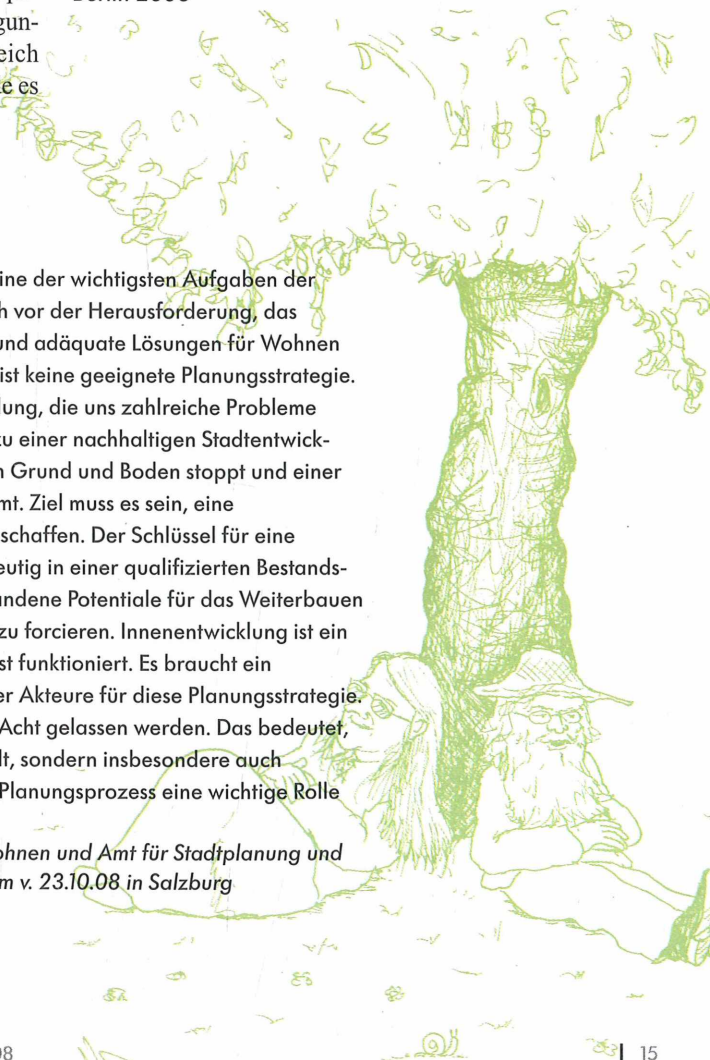 Berlin 2008
gun-
eich
e es
ine der wichtigsten Aufgaben der
h vor der Herausforderung, das
und adäquate Lösungen für Wohnen
ist keine geeignete Planungsstrategie.
lung, die uns zahlreiche Probleme
zu einer nachhaltigen Stadtentwick-
n Grund und Boden stoppt und einer
mt. Ziel muss es sein, eine
schaffen. Der Schlüssel für eine
eutig in einer qualifizierten Bestands-
andene Potentiale für das Weiterbauen
zu forcieren. Innenentwicklung ist ein
st funktioniert. Es braucht ein
er Akteure für diese Planungsstrategie.
Acht gelassen werden. Das bedeutet,
lt, sondern insbesondere auch
Planungsprozess eine wichtige Rolle
ohnen und Amt für Stadtplanung und
m v. 23.10.08 in Salzburg
08
15